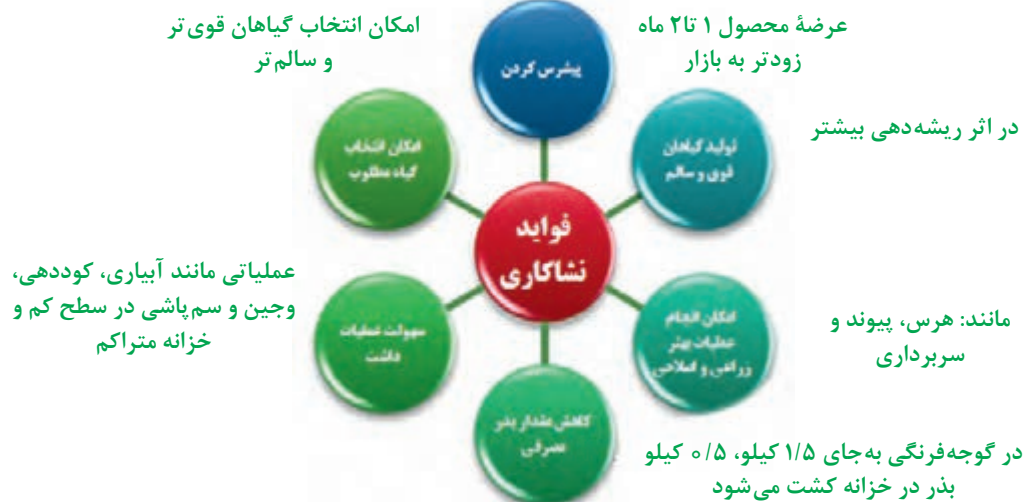 عرضهٔ محصول ۱ تا ۲ ماه
زودتر به بازار
امکان انتخاب گیاهان قوی‌تر
و سالم‌تر
پیشرس کردن
در اثر ریشه‌دهی بیشتر
تولید گیاهان
قوی و سالم
امکان انتخاب
گیاه مطلوب
فواید
نشاکاری
عملیاتی مانند آبیاری، کوددهی،
وجین و سم‌پاشی در سطح کم و
خزانه متراکم
مانند: هرس، پیوند و
سربرداری
امکان انجام
عملیات بهتر
زراعی و اصلاحی
سهولت عملیات
داشت
کاهش مقدار بذر
مصرفی
در گوجه‌فرنگی به‌جای ۱/۵ کیلو، ۰/۵ کیلو
بذر در خزانه کشت می‌شود